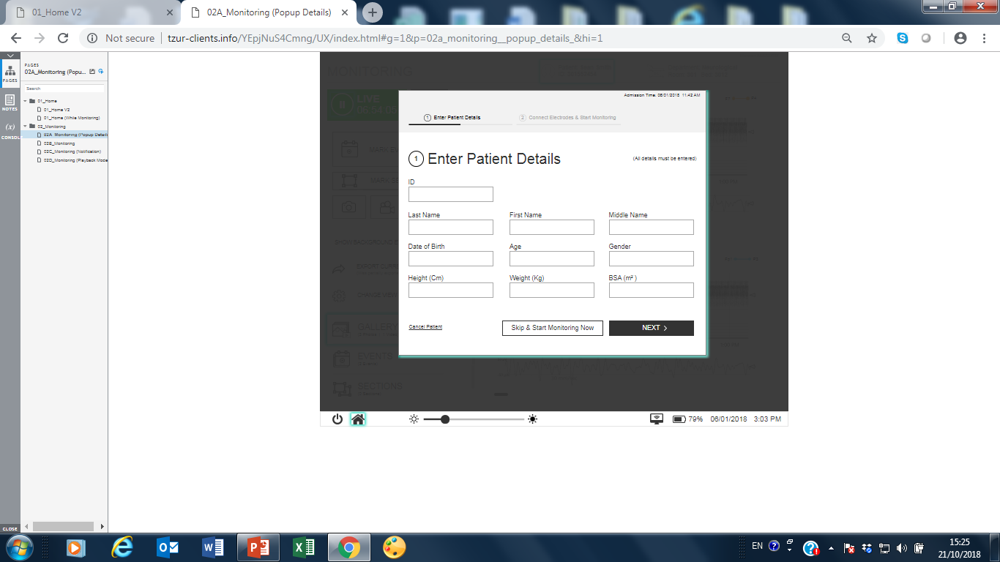 01_Home V2
02A_Monitoring (Popup Details)
Not secure
tzur-clients.info/YEpjNuS4Cmng/UX/index.html#g=1&p=02a_monitoring__popup_details_&hi=1
PAGES
NOTES
(x)
CONSOL
CLOSE
PAGES
02A_Monitoring (Popu...
Search
01_Home
01_Home V2
01_Home (While Monitoring)
02_Monitoring
02A_Monitoring (Popup Details
02B_Monitoring
02C_Monitoring (Notification)
02D_Monitoring (Playback Mode
MONITORING
LIVE
06:54:05
MARK EV
MARK SE
SHOW BACKGROUND E
EXPORT CURRE
CHANGE VIEW
GALLERY
EVENTS
SECTIONS
Admission Time: 06/01/2018 11:42 AM
1 Enter Patient Details
2 Connect Electrodes & Start Monitoring
1 Enter Patient Details
(All details must be entered)
ID
Last Name First Name Middle Name
Date of Birth Age Gender
Height (Cm) Weight (Kg) BSA (m²)
Cancel Patient Skip & Start Monitoring Now NEXT >
79% 06/01/2018 3:03 PM
EN
15:25
21/10/2018